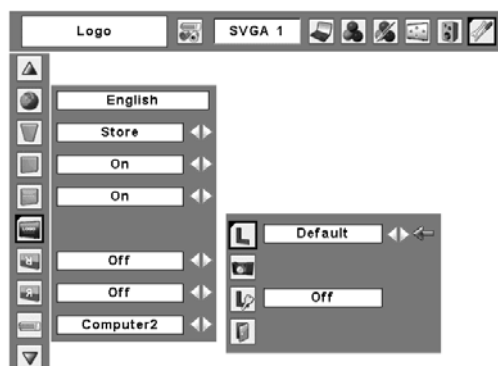 Logo
SVGA 1
English
Store
On
On
Default
Off
Off
Off
Computer2